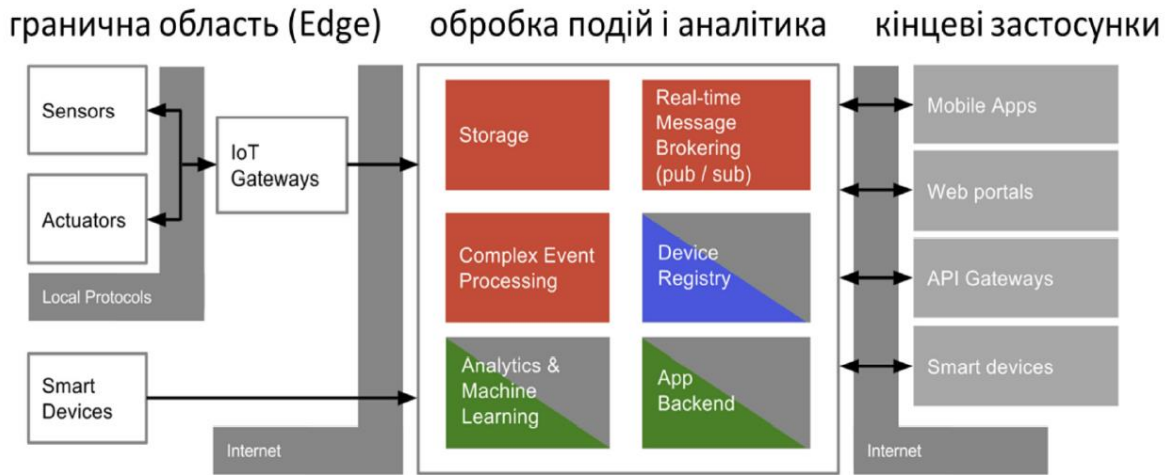 гранична область (Edge)
обробка подій і аналітика
кінцеві застосунки
Sensors
Actuators
Local Protocols
IoT
Gateways
Smart
Devices
Internet
Storage
Real-time
Message
Brokering
(pub / sub)
Complex Event
Processing
Device
Registry
Analytics &
Machine
Learning
App
Backend
Mobile Apps
Web portals
API Gateways
Smart devices
Internet